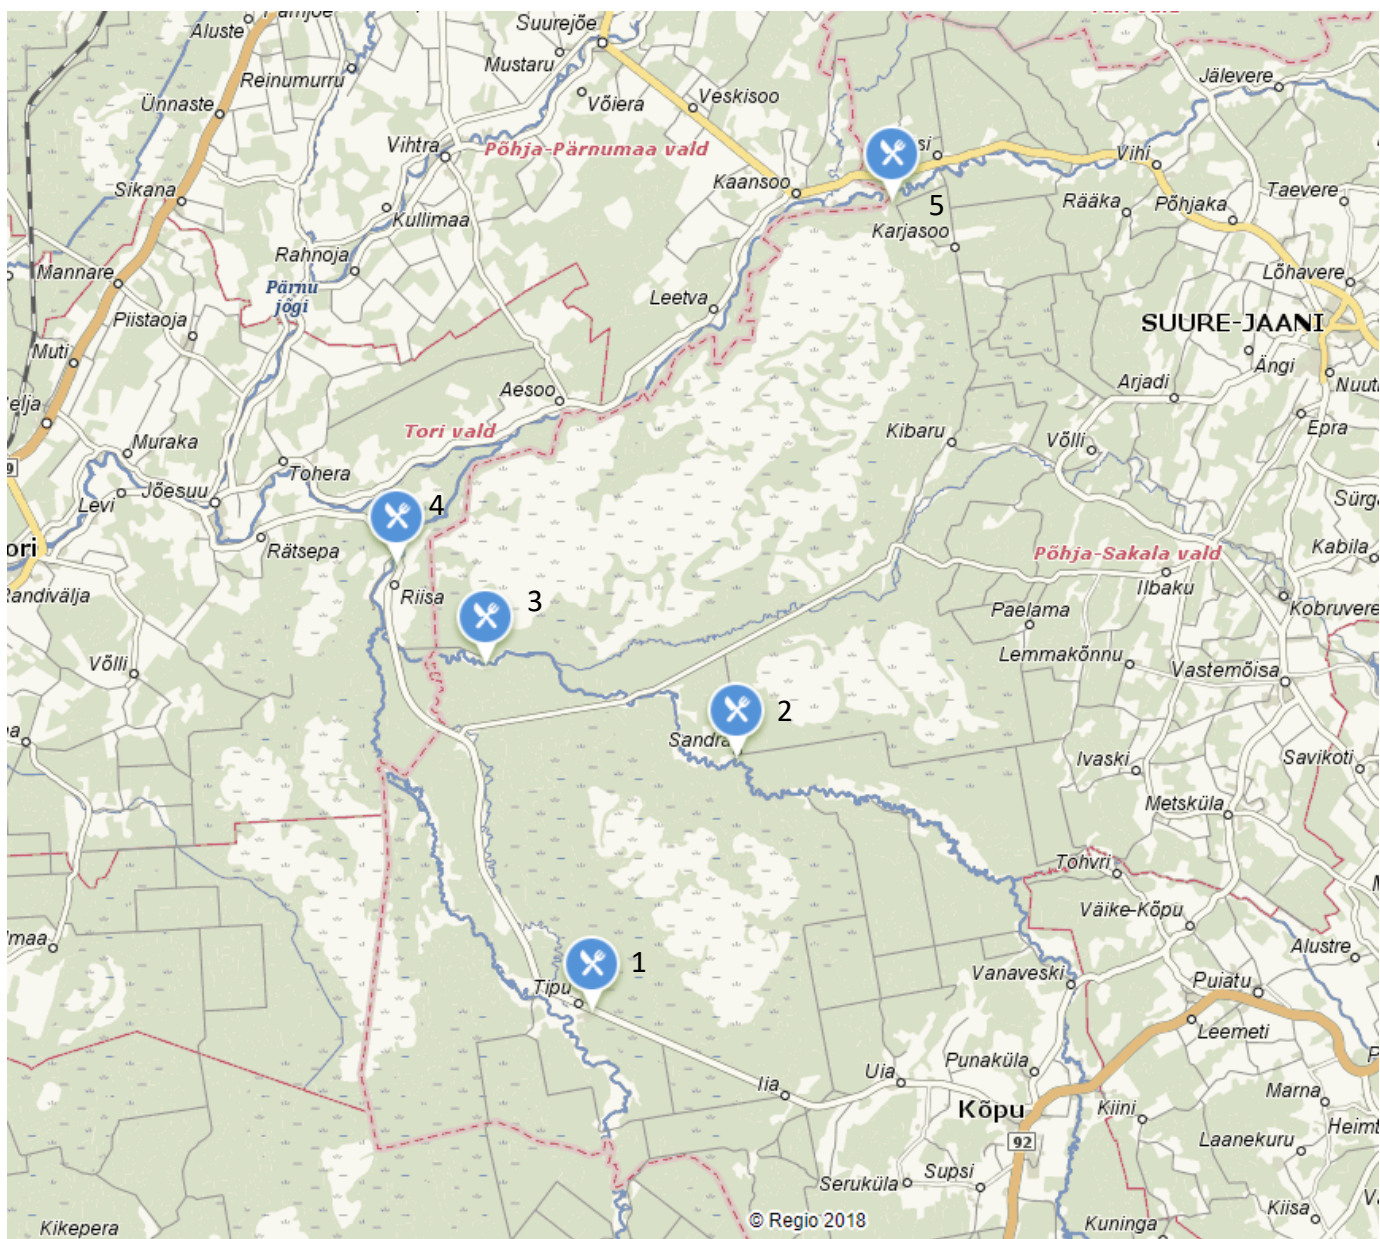 Aluste
Suurejõe
Mustaru
Reinumurru
Jälevere
Võiera
Veskisoo
Ünnaste
Vihtra
Põhja-Pärnumaa vald
Vihi
Sikana
Kaansoo
Taevere
Kullimaa
5
Rääka
Põhjaka
Karjasoo
Rahnoja
Mannare
Pärnu
jõgi
Lõhavere
Leetva
Piistaoja
SUURE-JAANI
Muti
Ängi
Aesoo
Arjadi
Tori vald
Kibaru
Võlli
Epra
Muraka
Tohera
Jõesuu
Levi
4
Rätsepa
Põhja-Sakala vald
Kabila
Ilbaku
Randivälja
Riisa
3
Paelama
Kobruvere
Võlli
Lemmakõnnu
Vastemõisa
2
Sandra
Ivaski
Savikoti
Metsküla
Tohvri
Väike-Kõpu
Alustre
1
Vanaveski
Tipu
Puiatu
Leemeti
Punaküla
Uia
Iia
Marna
Kõpu
Kiini
92
Laanekuru
Supsi
Seruküla
Kiisa
© Regio 2018
Kikepera
Kuninga